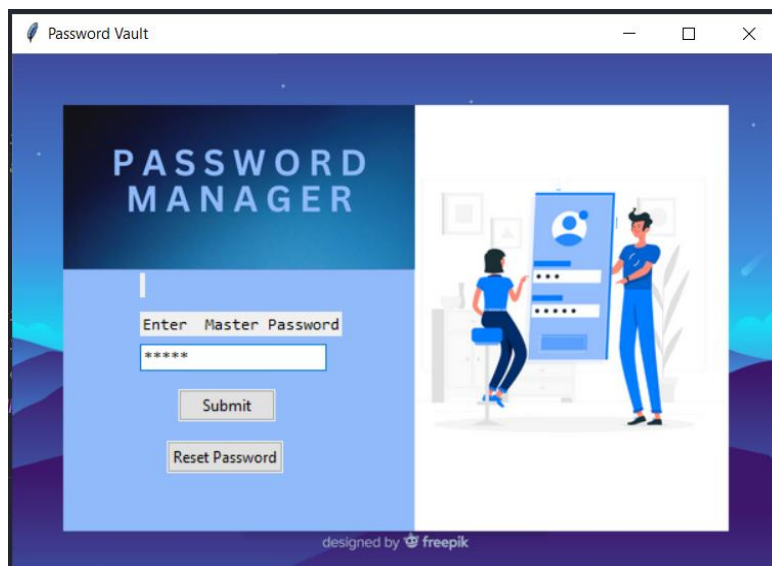 Password Vault
PASSWORD
MANAGER
Enter  Master Password
*****
Submit
Reset Password
designed by freepik